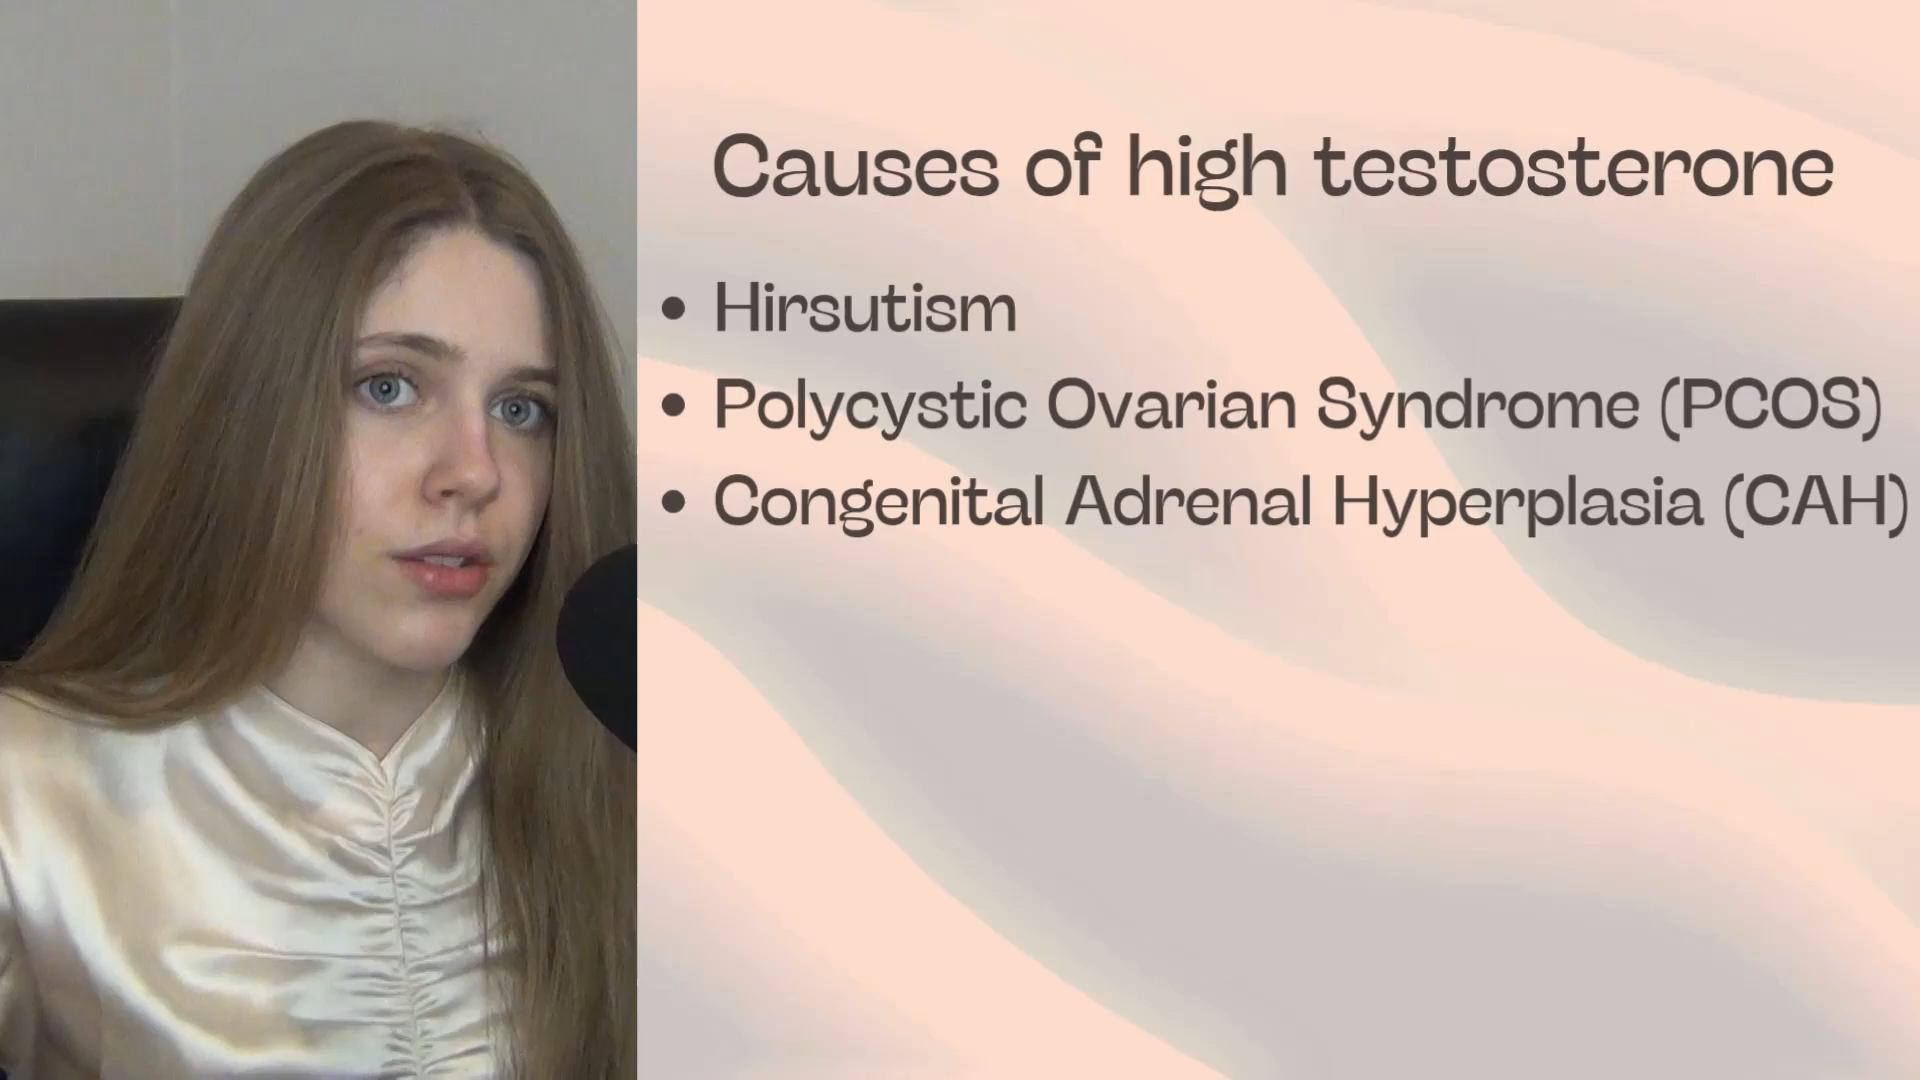 Causes of high testosterone
• Hirsutism
• Polycystic Ovarian Syndrome (PCOS)
• Congenital Adrenal Hyperplasia (CAH)